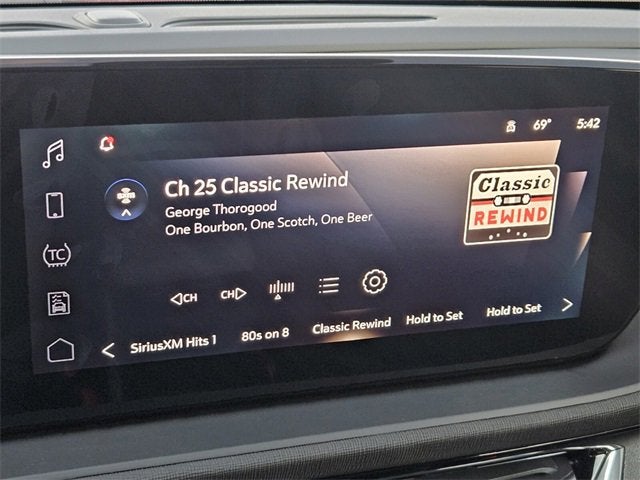 69° 5:42
Ch 25 Classic Rewind
George Thorogood
One Bourbon, One Scotch, One Beer
Classic
REWIND
TC
CH CH
SiriusXM Hits 1 80s on 8 Classic Rewind Hold to Set Hold to Set